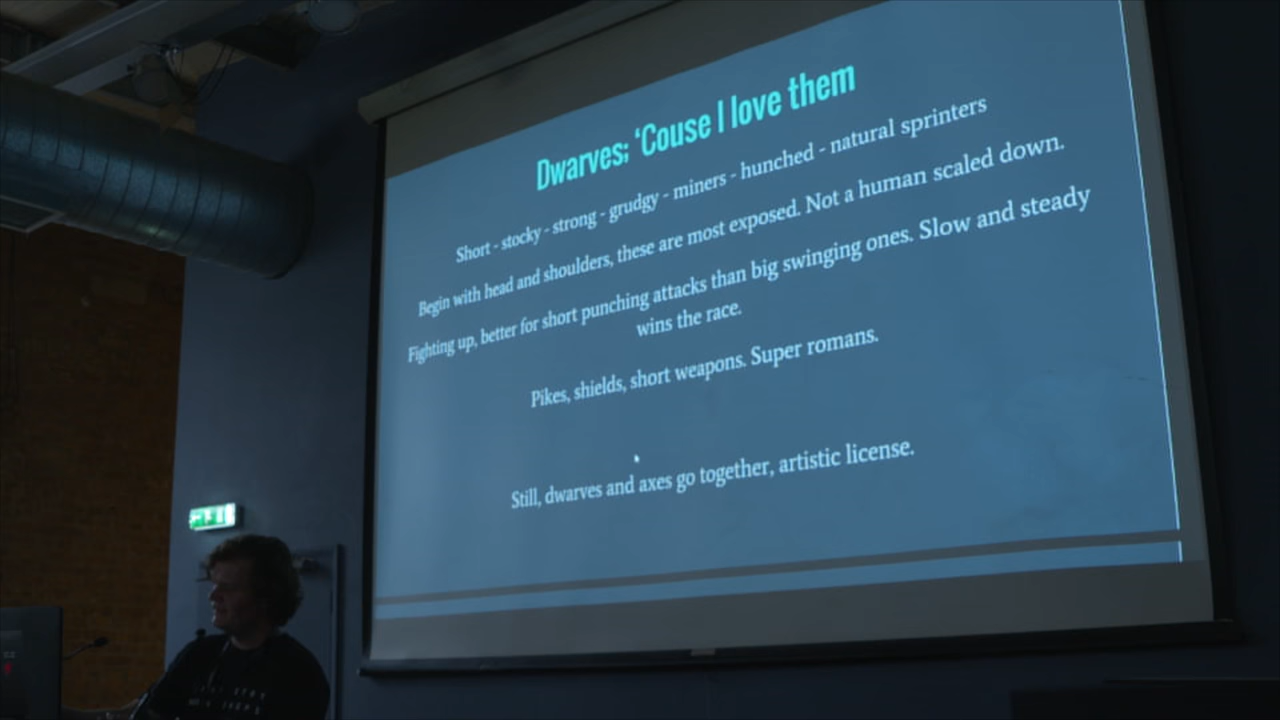 Dwarves; ‘Couse I love them
Short - stocky - strong - grudgy - miners - hunched - natural sprinters
Begin with head and shoulders, these are most exposed. Not a human scaled down.
Fighting up, better for short punching attacks than big swinging ones. Slow and steady
wins the race.
Pikes, shields, short weapons. Super romans.
Still, dwarves and axes go together, artistic license.